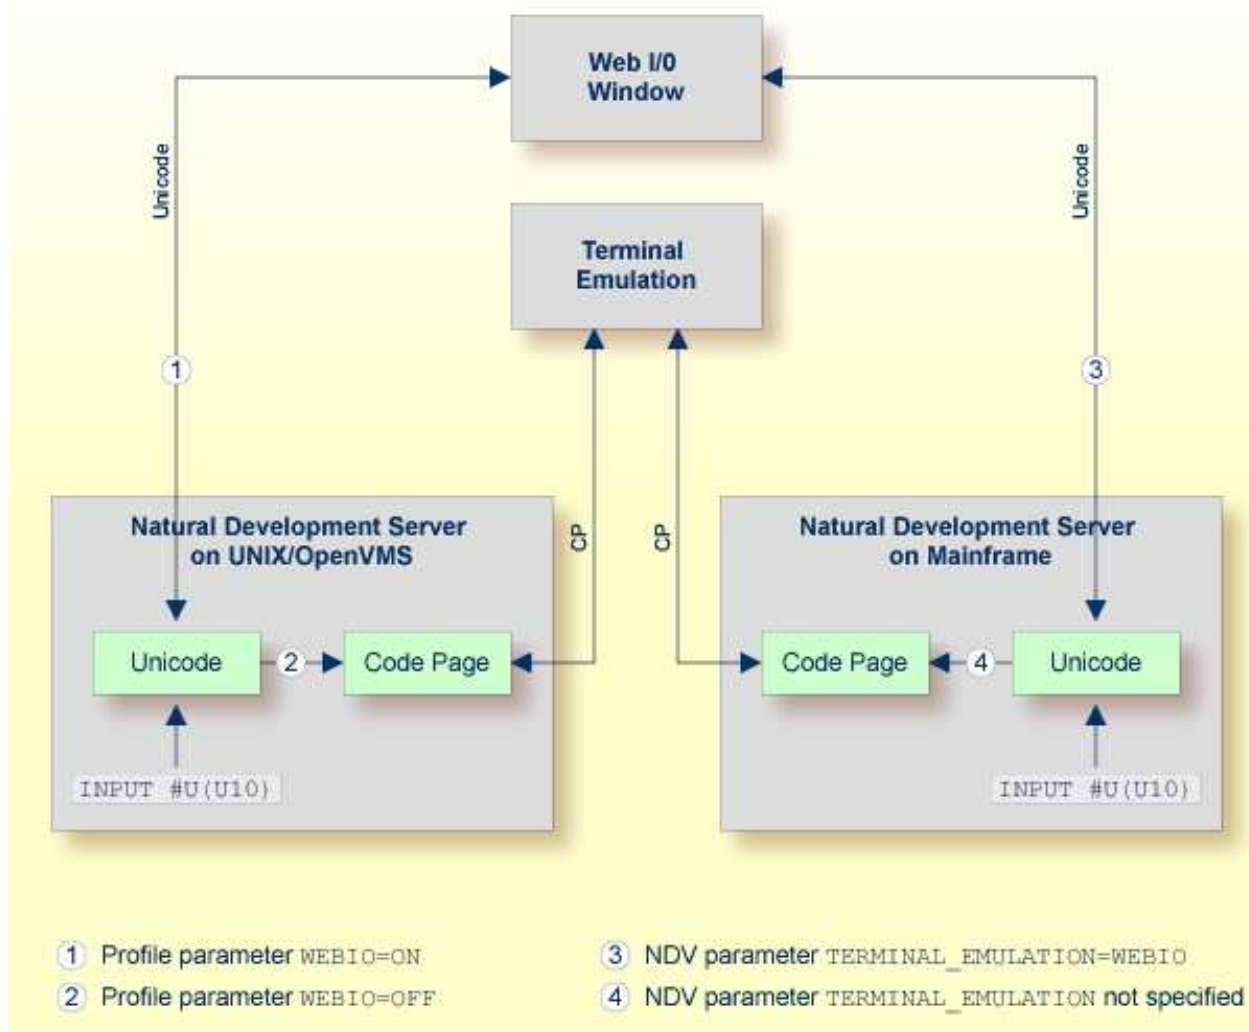 Web I/0
Window
Unicode
Unicode
Terminal
Emulation
1
3
Natural Development Server
on UNIX/OpenVMS
CP
CP
Natural Development Server
on Mainframe
Unicode
2
Code Page
Code Page
4
Unicode
INPUT #U(U10)
INPUT #U(U10)
1 Profile parameter WEBIO=ON
2 Profile parameter WEBIO=OFF
3 NDV parameter TERMINAL_EMULATION=WEBIO
4 NDV parameter TERMINAL_EMULATION not specified